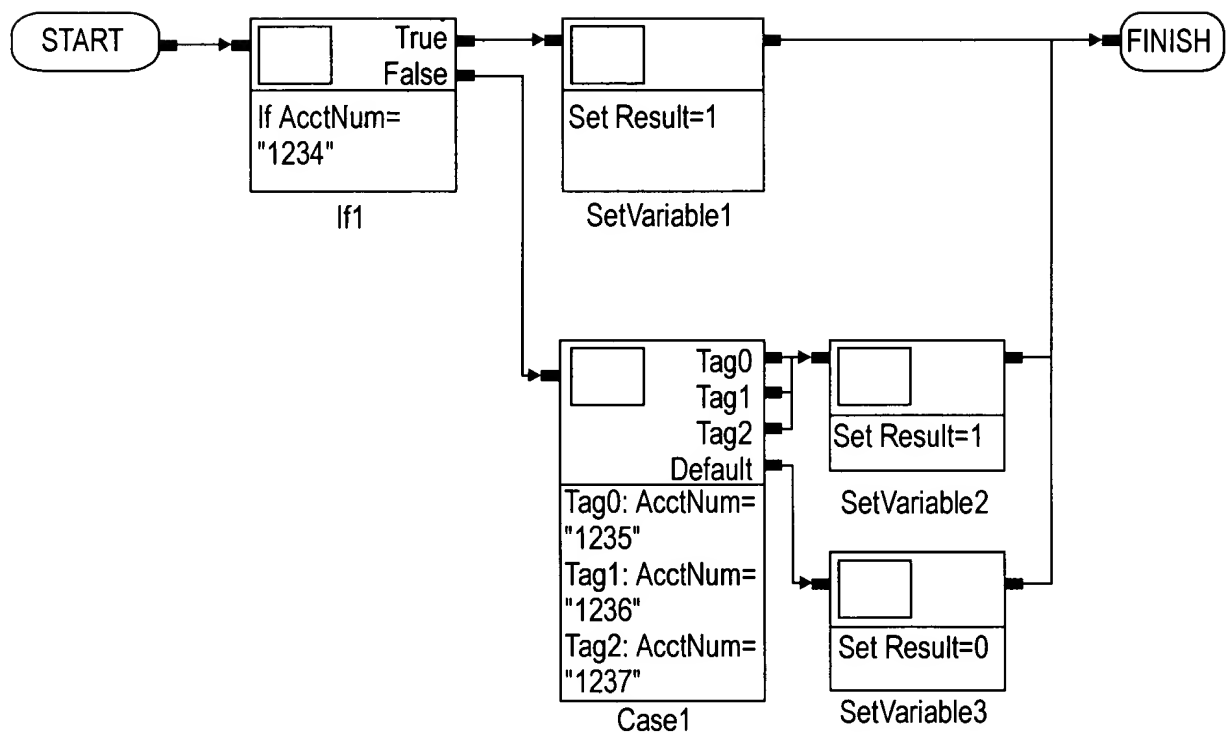 START
True
False
If AcctNum=
"1234"
If1
Set Result=1
SetVariable1
FINISH
Tag0
Tag1
Tag2
Default
Tag0: AcctNum=
"1235"
Tag1: AcctNum=
"1236"
Tag2: AcctNum=
"1237"
Case1
Set Result=1
SetVariable2
Set Result=0
SetVariable3